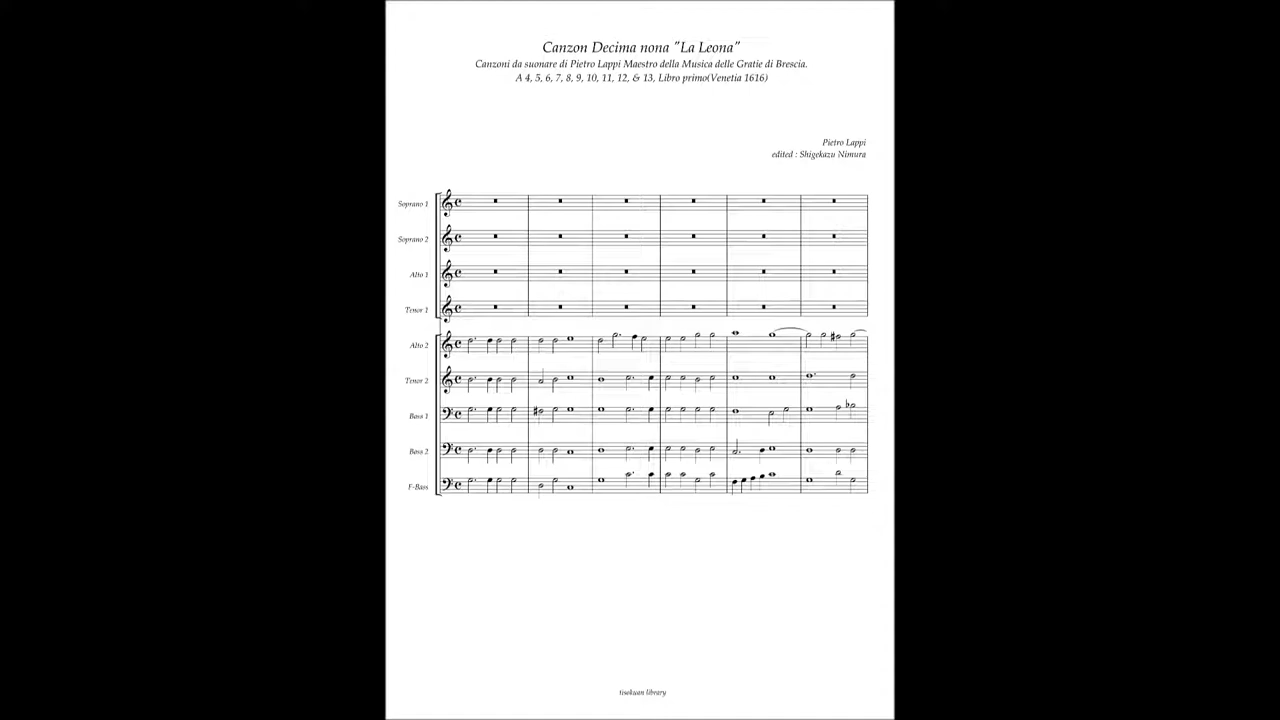 Canzon Decima nona "La Leona"
Canzoni da suonare di Pietro Lappi Maestro della Musica delle Gratie di Brescia.
A 4, 5, 6, 7, 8, 9, 10, 11, 12, & 13, Libro primo(Venetia 1616)
Pietro Lappi
edited : Shigekazu Nimura
Soprano 1
Soprano 2
Alto 1
Tenor 1
Alto 2
Tenor 2
Bass 1
Bass 2
F-Bass
tisekuan library